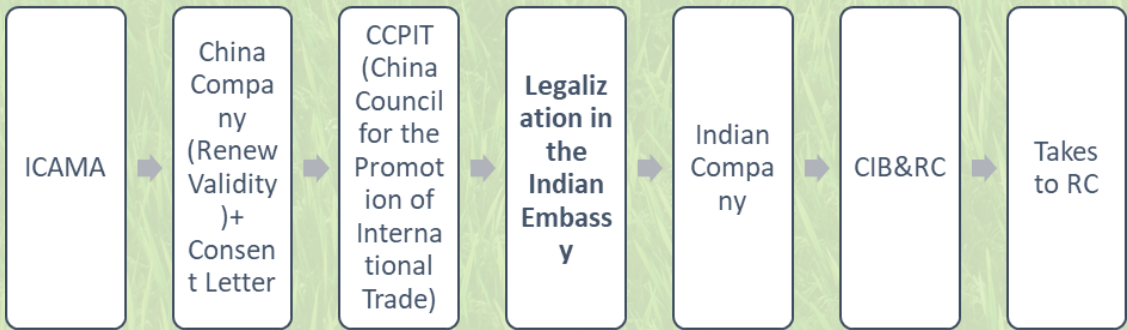 ICAMA
China
Compa
ny
(Renew
Validity
)+
Consen
t Letter
CCPIT
(China
Council
for the
Promot
ion of
Interna
tional
Trade)
Legaliz
ation in
the
Indian
Embass
y
Indian
Compa
ny
CIB&RC
Takes
to RC